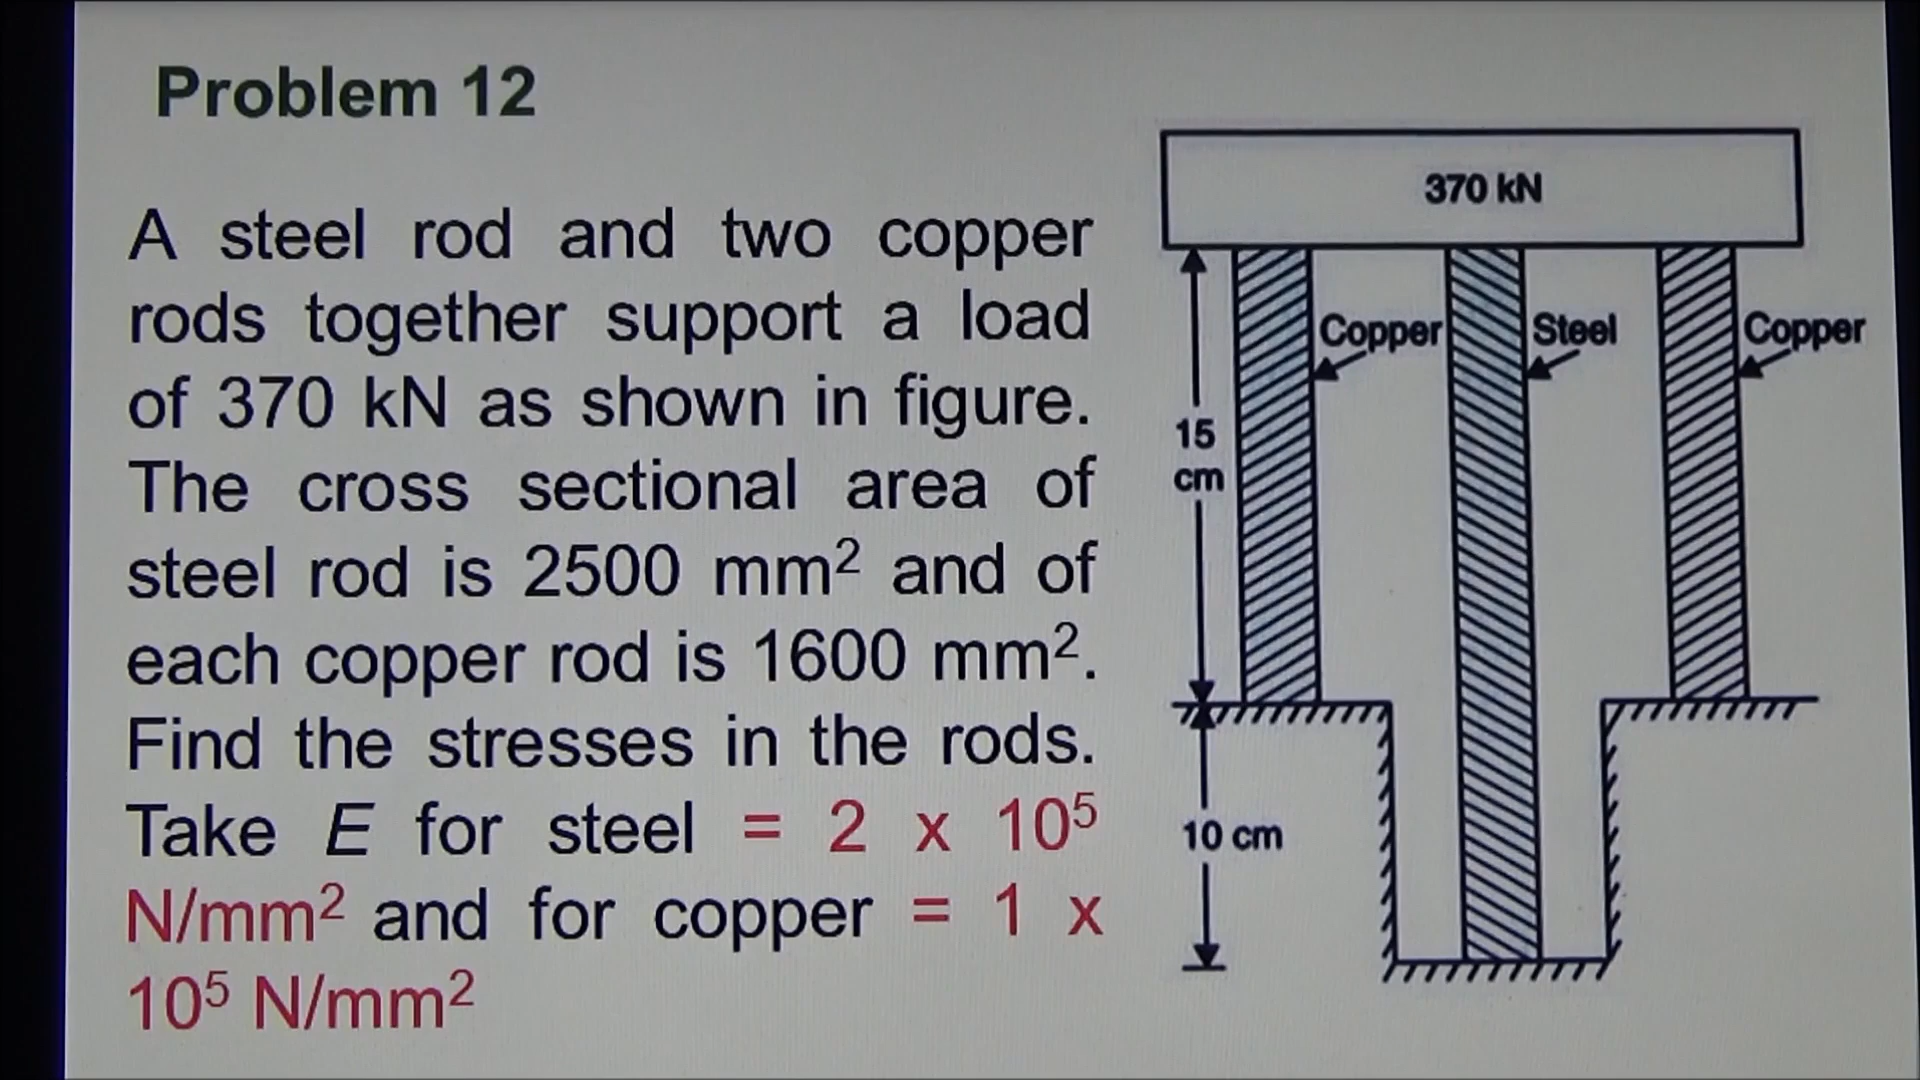 Problem 12
A steel rod and two copper
rods together support a load
of 370 kN as shown in figure.
The cross sectional area of
steel rod is 2500 mm²  and of
each copper rod is 1600 mm².
Find the stresses in the rods.
Take E for steel = 2 x 10⁵
N/mm² and for copper = 1 x
10⁵ N/mm²
370 kN
Copper
Steel
Copper
15
cm
10 cm